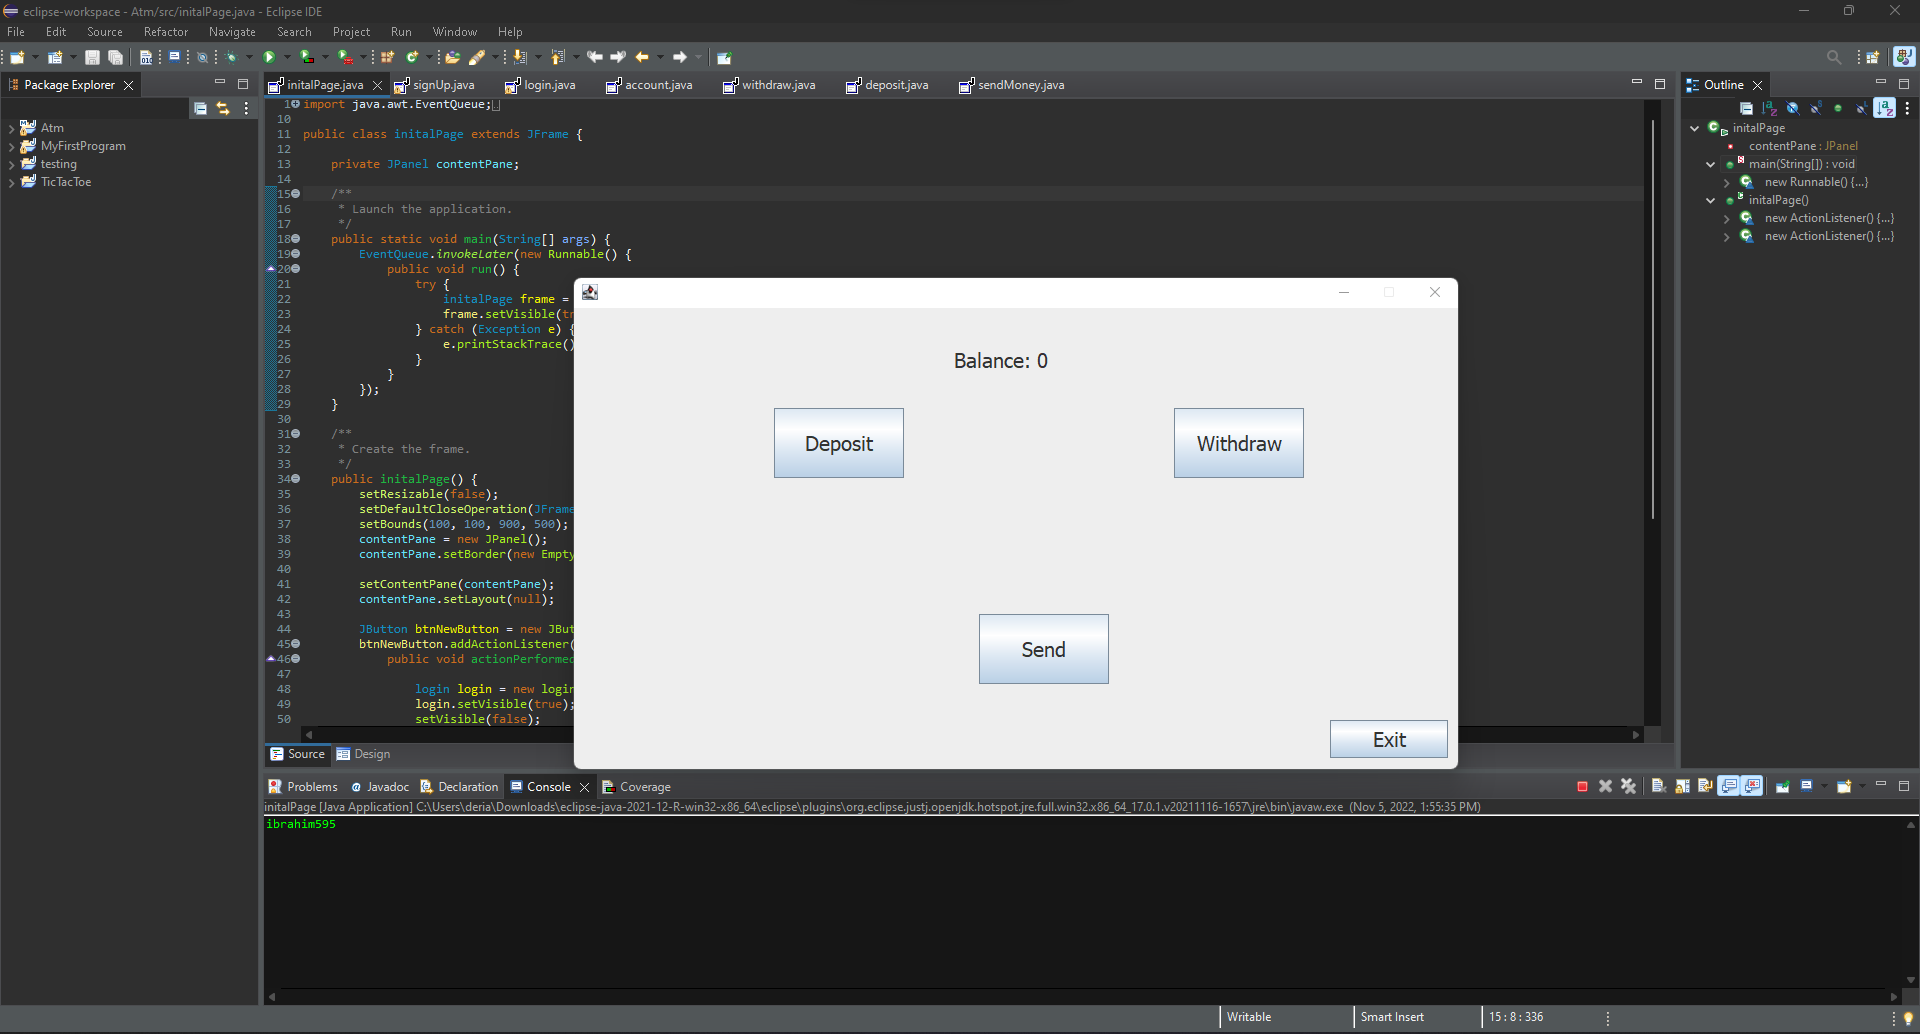 eclipse-workspace - Atm/src/initalPage.java - Eclipse IDE
File Edit Source Refactor Navigate Search Project Run Window Help
Package Explorer
initalPage.java signUp.java login.java account.java withdraw.java deposit.java sendMoney.java
Outline
Atm
MyFirstProgram
testing
TicTacToe
1 import java.awt.EventQueue;
10
11 public class initalPage extends JFrame {
12
13 private JPanel contentPane;
14
15 /**
16 * Launch the application.
17 */
18 public static void main(String[] args) {
19 EventQueue.invokeLater(new Runnable() {
20 public void run() {
21 try {
22 initalPage frame =
23 frame.setVisible(tr
24 } catch (Exception e) {
25 e.printStackTrace()
26 }
27 }
28 });
29 }
30
31 /**
32 * Create the frame.
33 */
34 public initalPage() {
35 setResizable(false);
36 setDefaultCloseOperation(JFrame
37 setBounds(100, 100, 900, 500);
38 contentPane = new JPanel();
39 contentPane.setBorder(new Empty
40
41 setContentPane(contentPane);
42 contentPane.setLayout(null);
43
44 JButton btnNewButton = new JBut
45 btnNewButton.addActionListener(
46 public void actionPerformed
47
48 login login = new login
49 login.setVisible(true);
50 setVisible(false);
Balance: 0
Deposit
Withdraw
Send
Exit
initalPage
contentPane : JPanel
main(String[]) : void
new Runnable() {...}
initalPage()
new ActionListener() {...}
new ActionListener() {...}
Source Design
Problems Javadoc Declaration Console Coverage
initalPage [Java Application] C:\Users\deria\Downloads\eclipse-java-2021-12-R-win32-x86_64\eclipse\plugins\org.eclipse.justj.openjdk.hotspot.jre.full.win32.x86_64_17.0.1.v20211116-1657\jre\bin\javaw.exe (Nov 5, 2022, 1:55:35 PM)
ibrahim595
Writable
Smart Insert
15 : 8 : 336